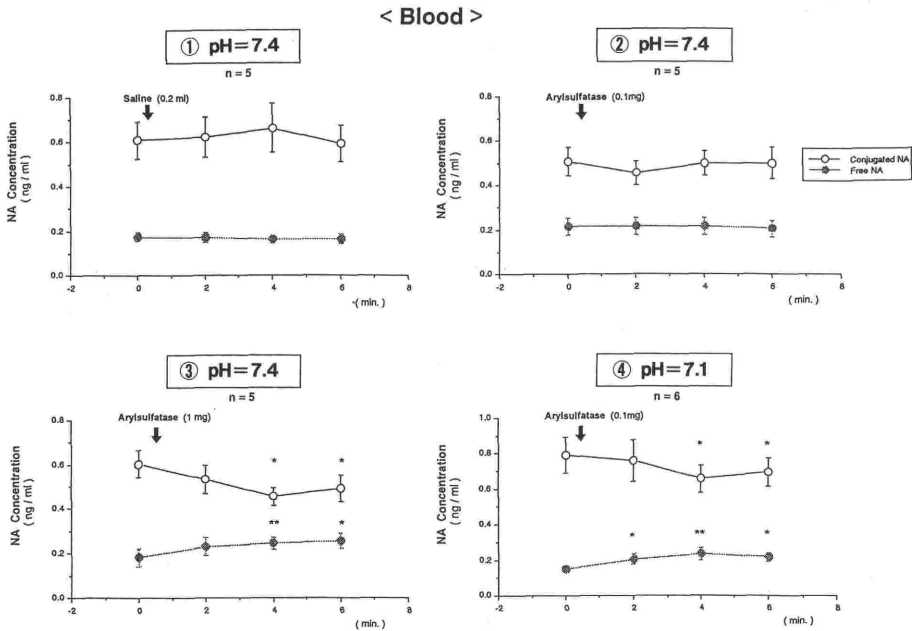 < Blood >
① pH=7.4
n = 5
Saline (0.2 ml)
NA Concentration
( ng / ml )
0.8
0.6
0.4
0.2
0.0
-2
0
2
4
6
8
-( min. )
② pH=7.4
n = 5
Arylsulfatase (0.1mg)
NA Concentration
( ng / ml )
0.8
0.6
0.4
0.2
0.0
-2
0
2
4
6
8
( min. )
Conjugated NA
Free NA
③ pH=7.4
n = 5
Arylsulfatase (1 mg)
NA Concentration
( ng / ml )
0.8
0.6
0.4
0.2
0.0
* *
** *
-2
0
2
4
6
8
( min. )
④ pH=7.1
n = 6
Arylsulfatase (0.1mg)
NA Concentration
( ng / ml )
1.0
0.8
0.6
0.4
0.2
0.0
* *
* ** *
-2
0
2
4
6
8
( min. )